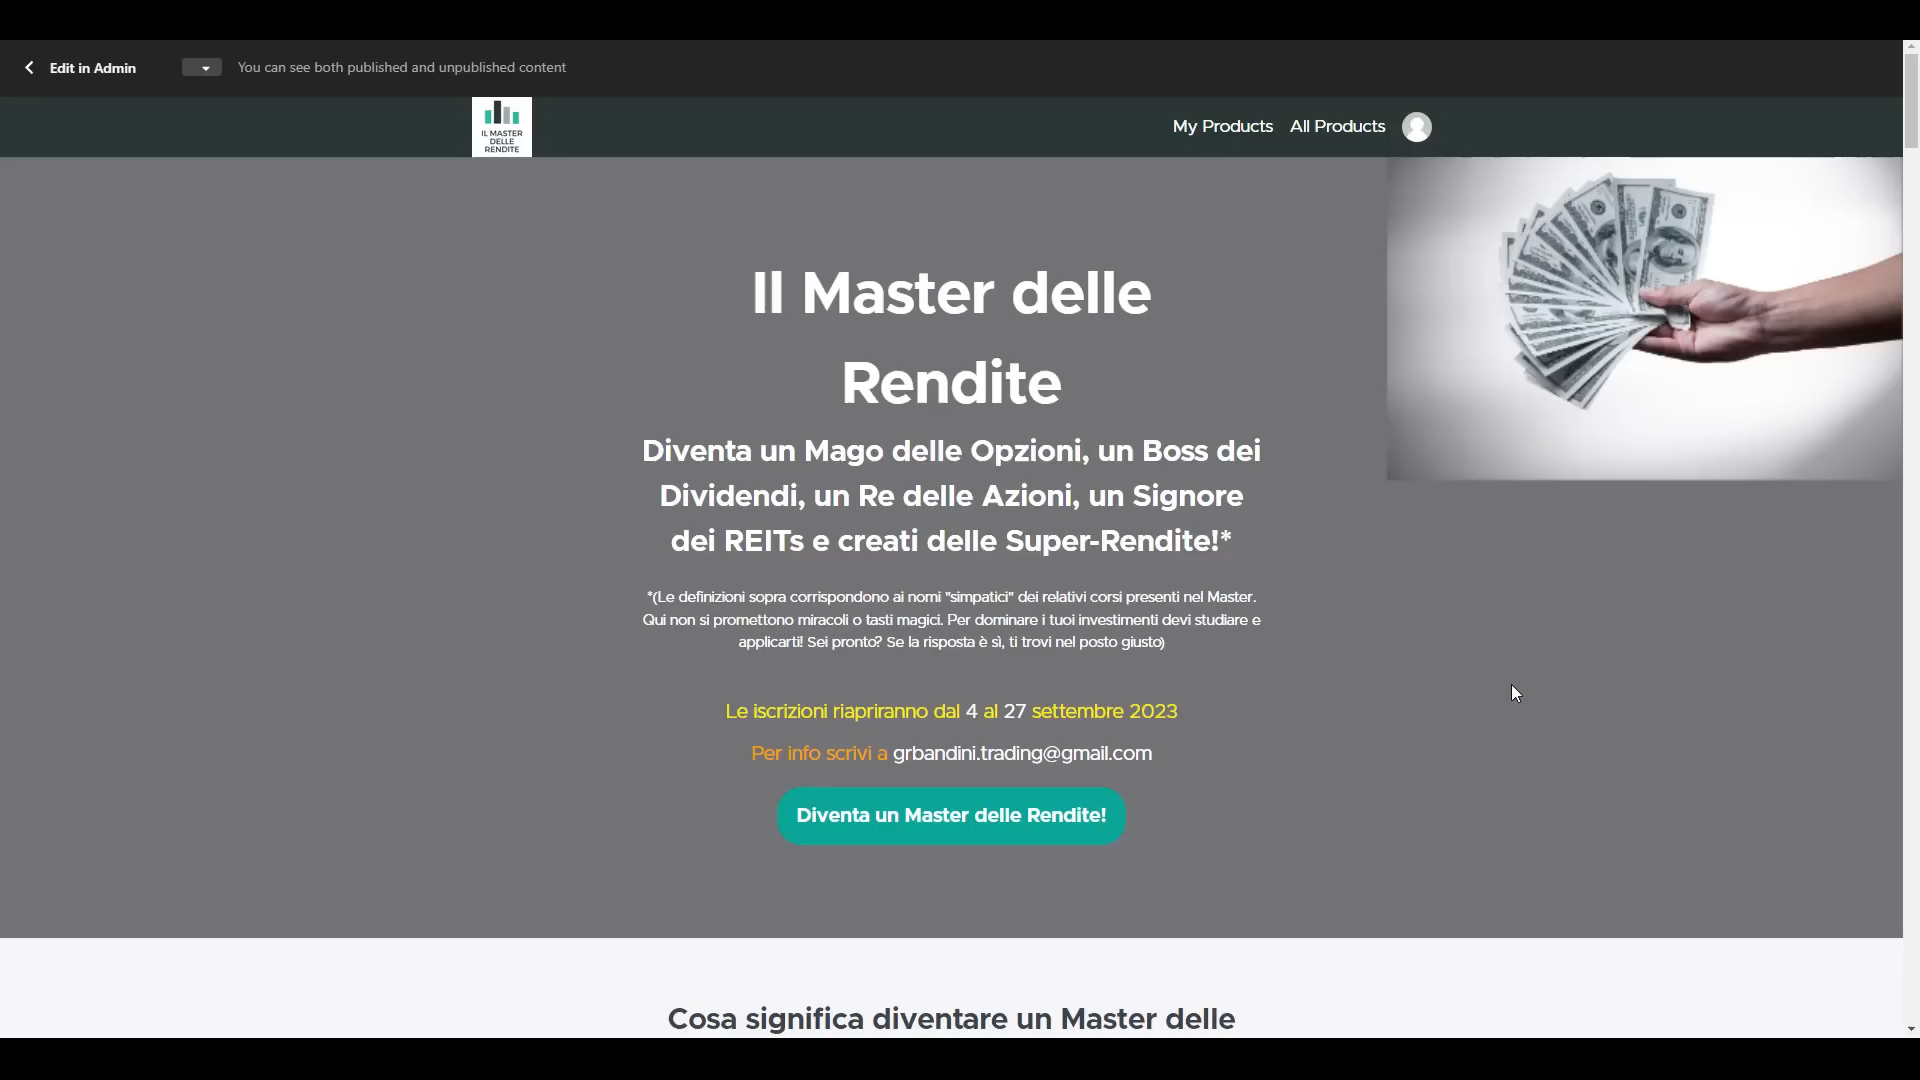 Edit in Admin
You can see both published and unpublished content
IL MASTER
DELLE
RENDITE
My Products
All Products
Il Master delle
Rendite
Diventa un Mago delle Opzioni, un Boss dei
Dividendi, un Re delle Azioni, un Signore
dei REITs e creati delle Super-Rendite!*
*(Le definizioni sopra corrispondono ai nomi "simpatici" dei relativi corsi presenti nel Master.
Qui non si promettono miracoli o tasti magici. Per dominare i tuoi investimenti devi studiare e
applicarti! Sei pronto? Se la risposta è sì, ti trovi nel posto giusto)
Le iscrizioni riapriranno dal 4 al 27 settembre 2023
Per info scrivi a grbandini.trading@gmail.com
Diventa un Master delle Rendite!
Cosa significa diventare un Master delle